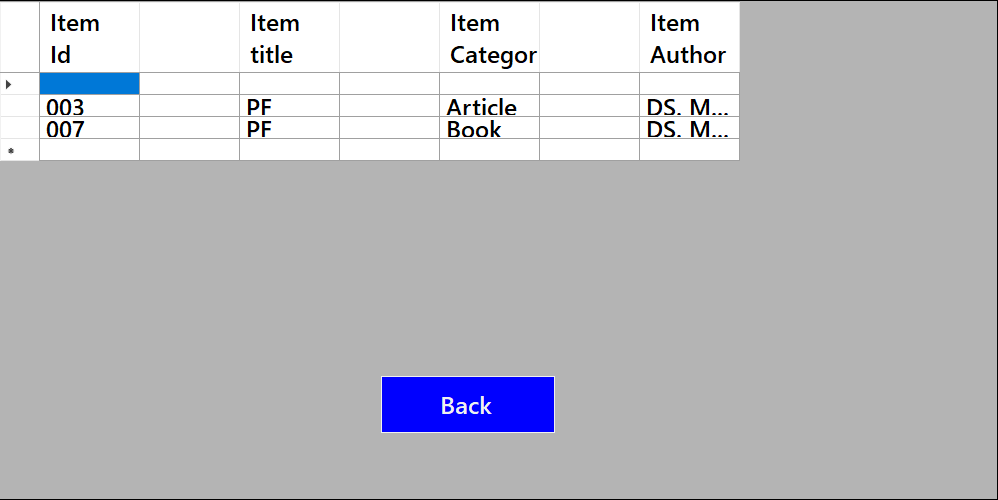 Item Item Item Item
Id title Categor Author
003 PF Article DS. M...
007 PF Book DS. M...
Back